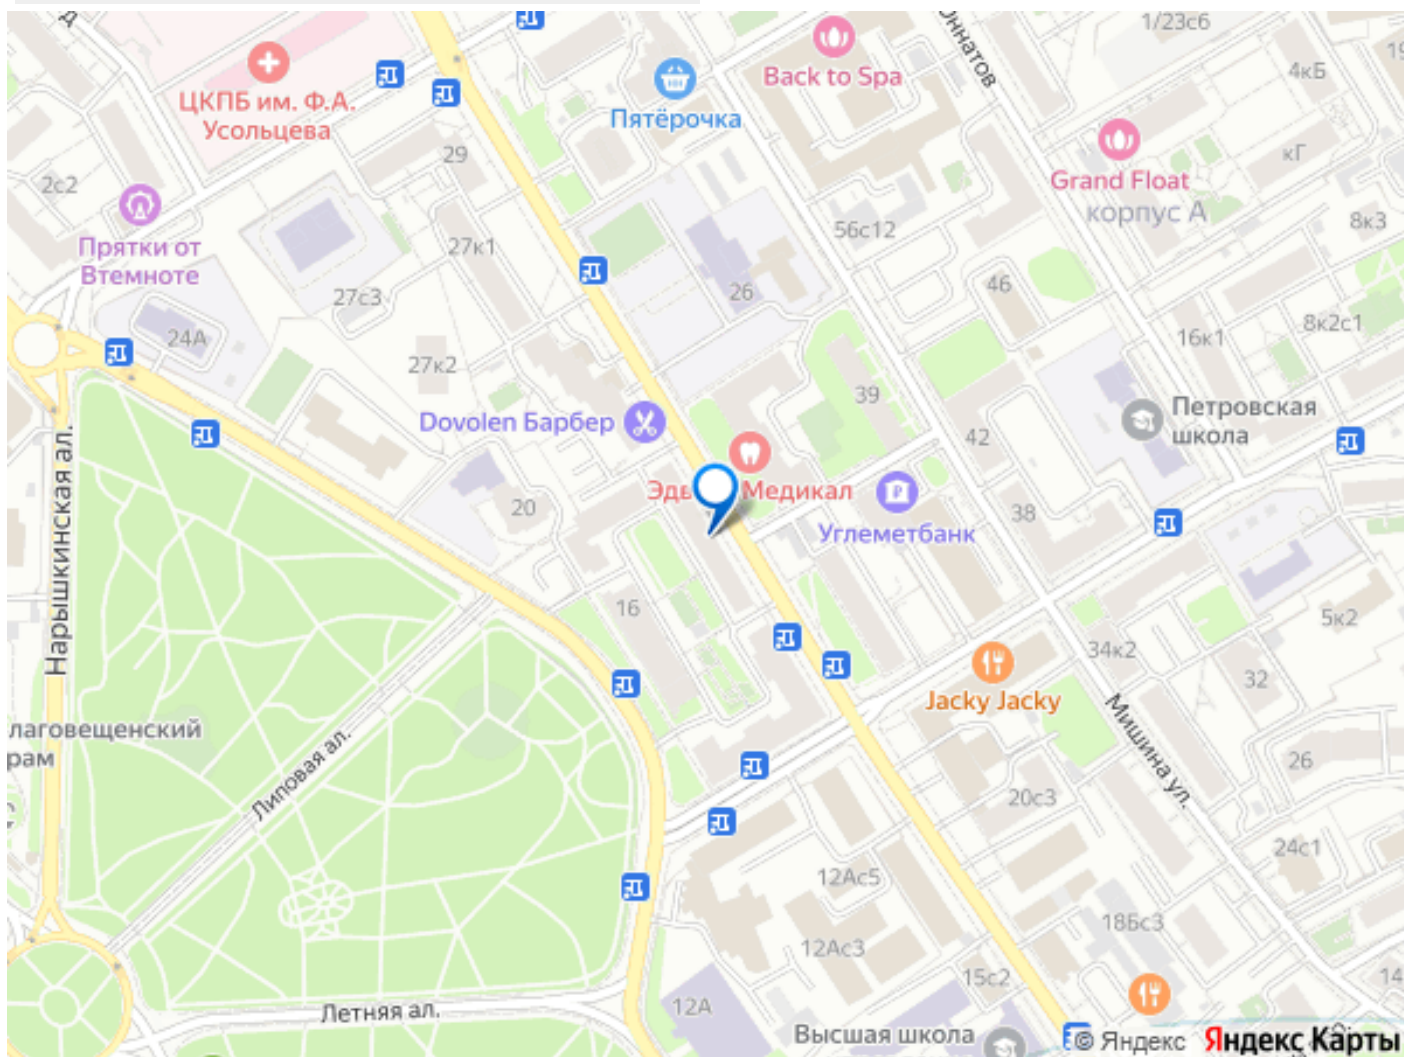 1/23с6
оннатов
Back to Spa
4кБ
ЦКПБ им. Ф.А.
Усольцева
Пятёрочка
29
кГ
2с2
Grand Float
корпус А
8к3
Прятки от
Втемноте
27к1
56с12
27с3
26
46
24А
8к2с1
16к1
27к2
39
Dovolen Барбер
Петровская
школа
42
Нарышкинская ал.
Медикал
20
38
Углеметбанк
16
5к2
34к2
32
Jacky Jacky
лаговещенский
рам
Липовая ал.
Мишина ул.
26
20с3
24с1
12Ас5
18Бс3
12Ас3
15с2
14
12А
Летняя ал.
Высшая школа
© Яндекс Яндекс Карты